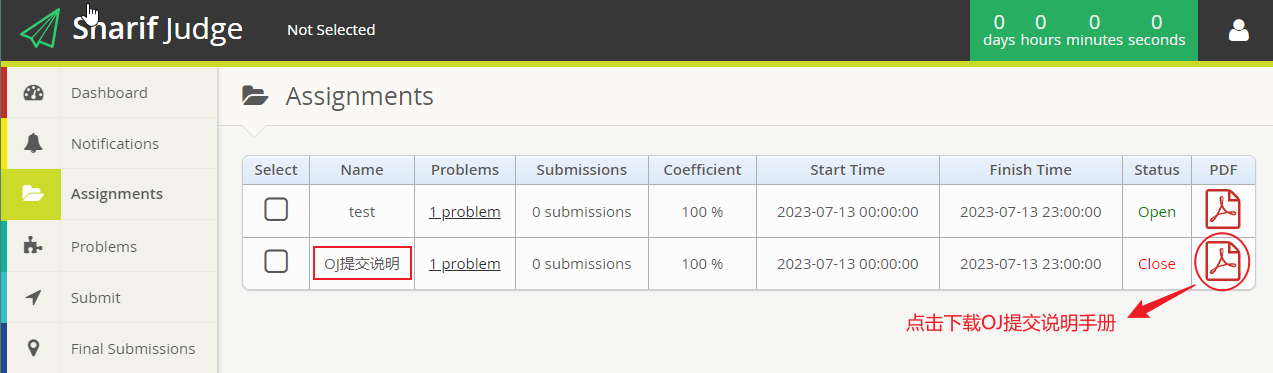 Sharif Judge
Not Selected
0 0 0 0
days hours minutes seconds
Dashboard
Notifications
Assignments
Problems
Submit
Final Submissions
Assignments
Select Name Problems Submissions Coefficient Start Time Finish Time Status PDF
test 1 problem 0 submissions 100 % 2023-07-13 00:00:00 2023-07-13 23:00:00 Open
OJ提交说明 1 problem 0 submissions 100 % 2023-07-13 00:00:00 2023-07-13 23:00:00 Close
点击下载OJ提交说明手册